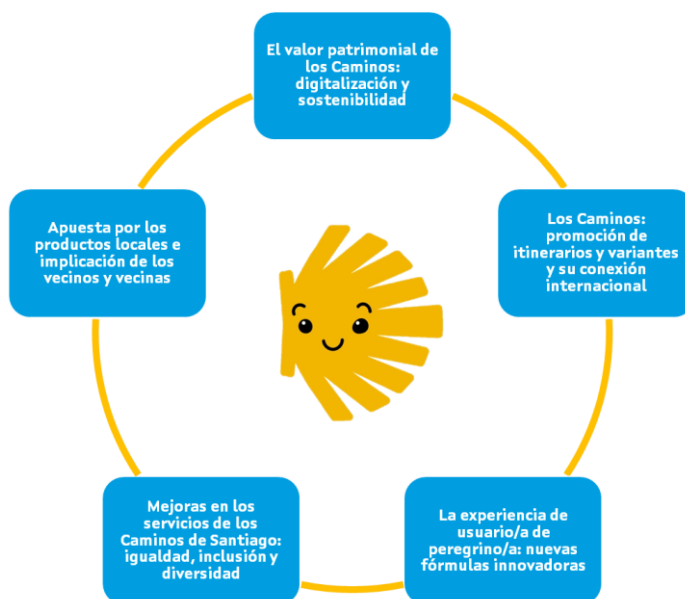 El valor patrimonial de
los Caminos:
digitalización y
sostenibilidad
Los Caminos:
promoción de
itinerarios y variantes
y su conexión
internacional
La experiencia de
usuario/a de
peregrino/a: nuevas
fórmulas innovadoras
Mejoras en los
servicios de los
Caminos de Santiago:
igualdad, inclusión y
diversidad
Apuesta por los
productos locales e
implicación de los
vecinos y vecinas